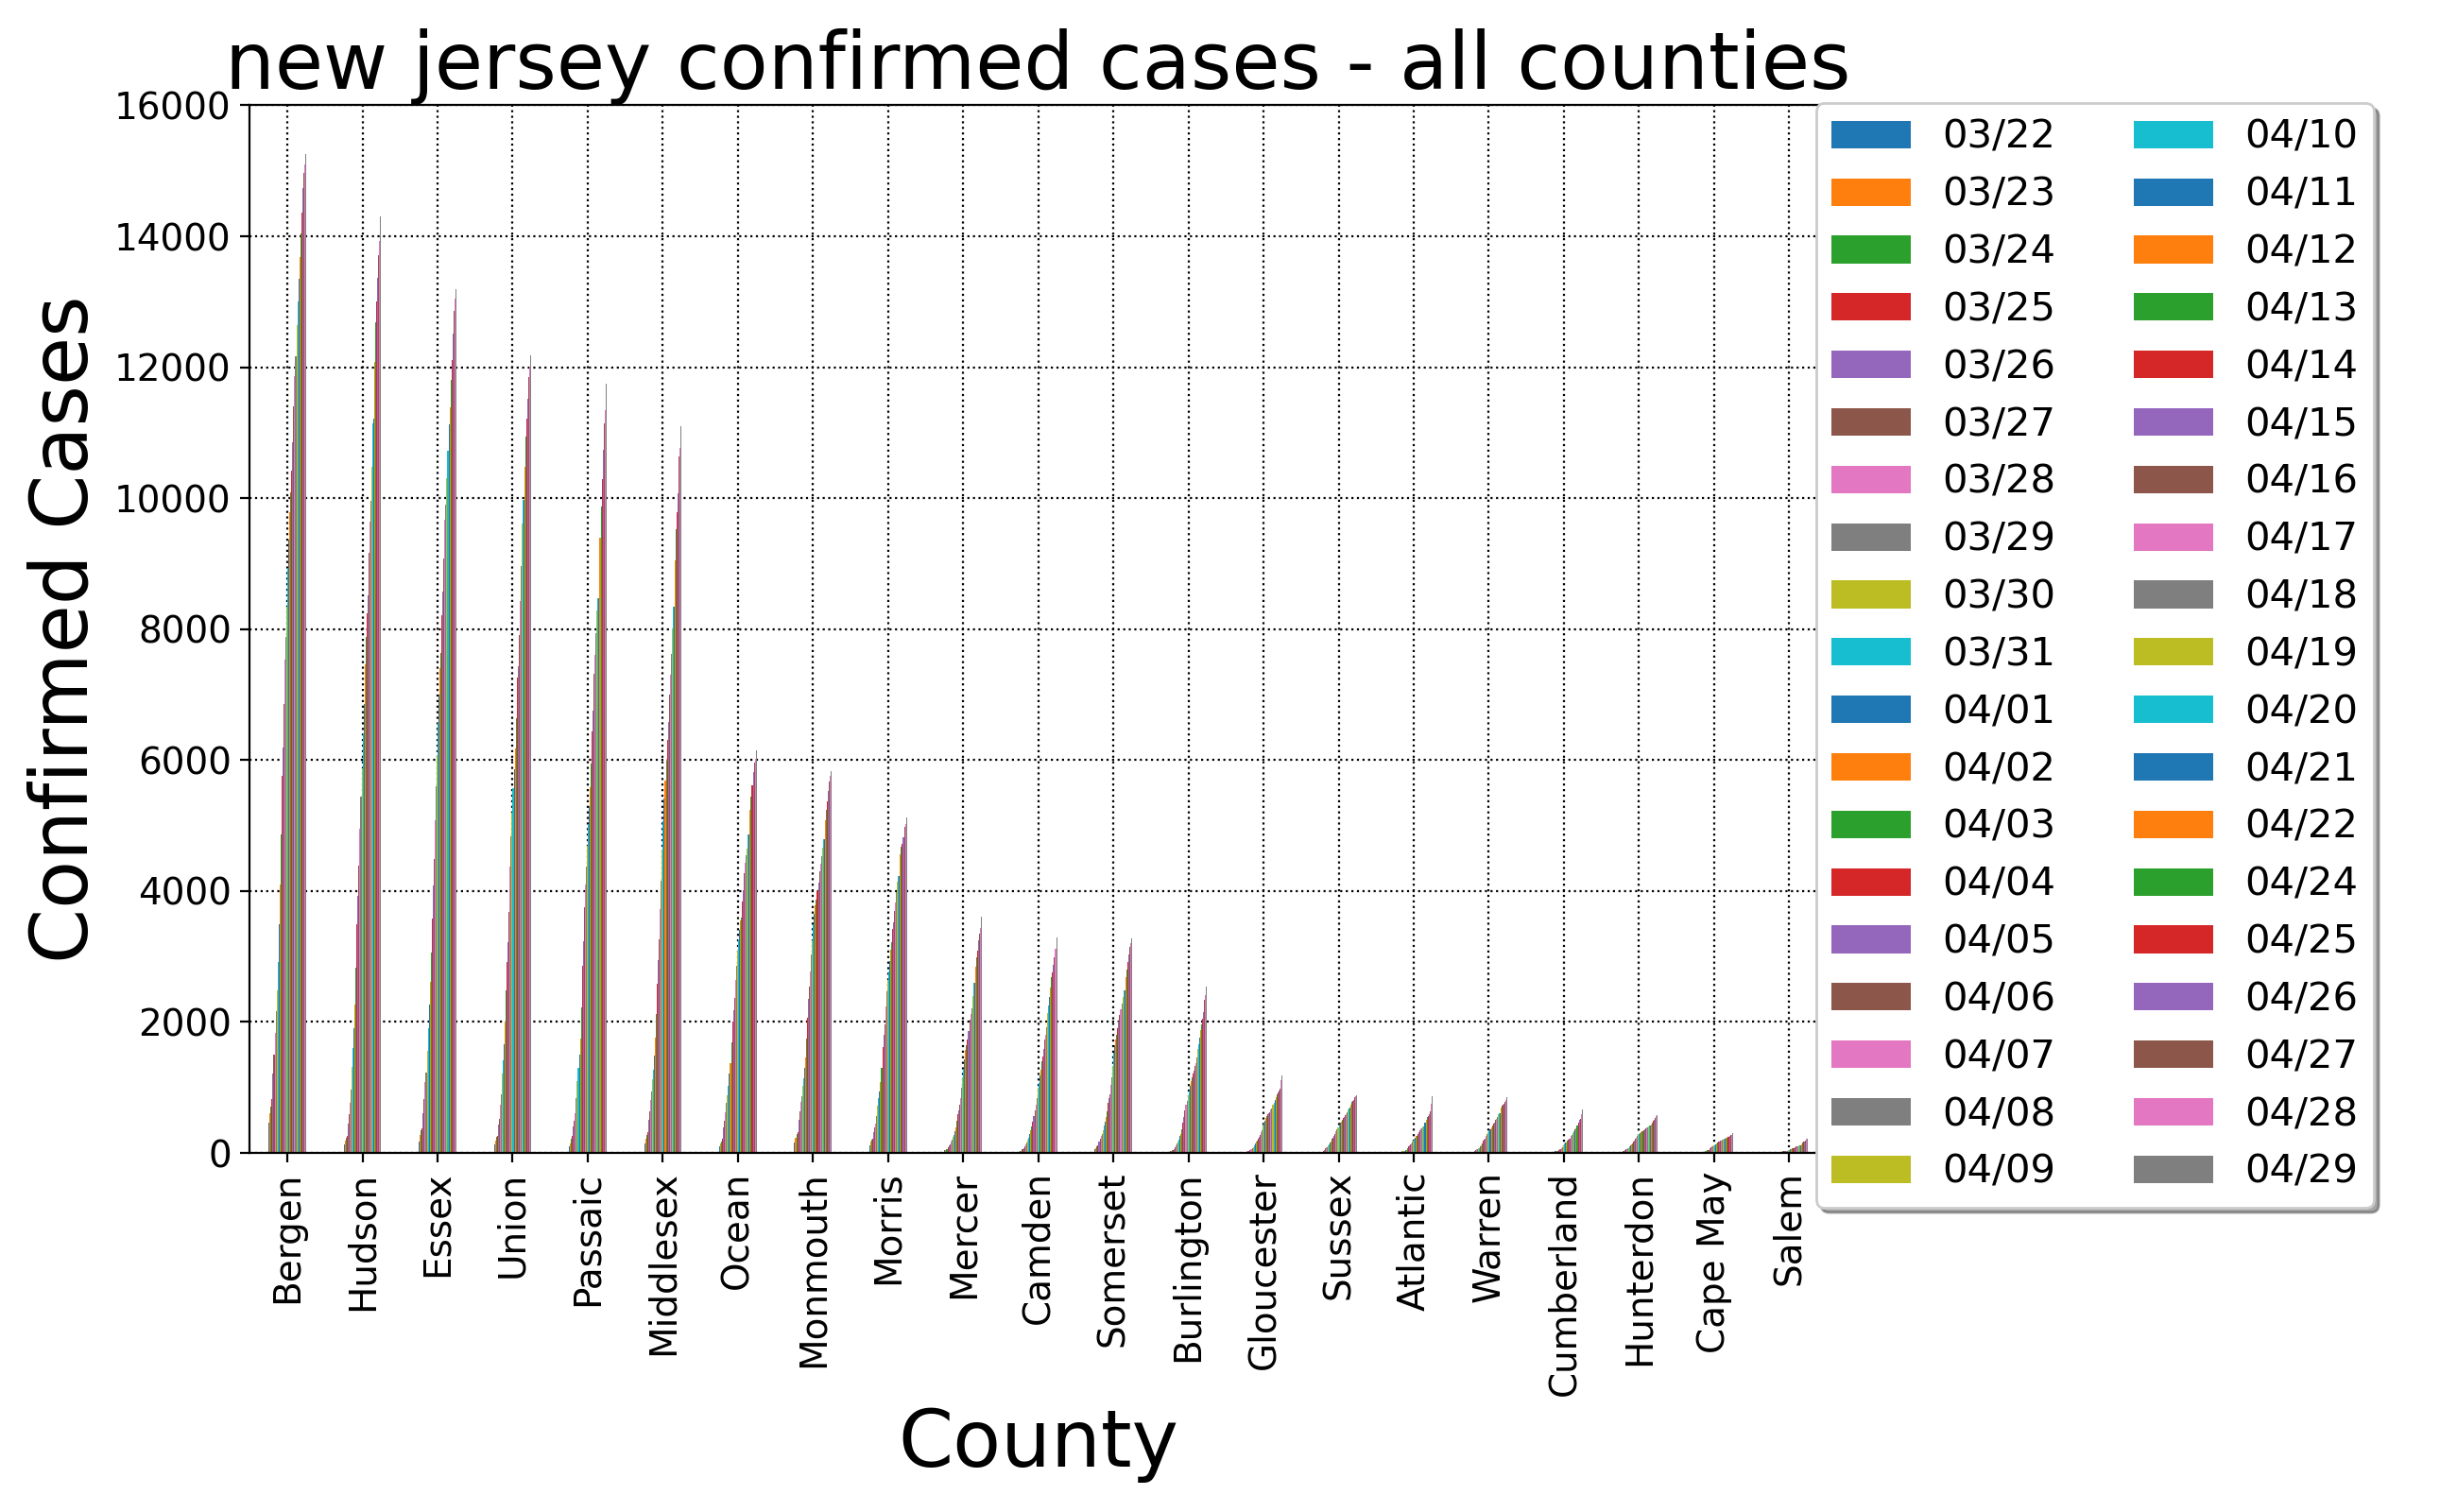 new jersey confirmed cases - all counties
Confirmed Cases
16000
14000
12000
10000
8000
6000
4000
2000
0
Bergen
Hudson
Essex
Union
Passaic
Middlesex
Ocean
Monmouth
Morris
Mercer
Camden
Somerset
Burlington
Gloucester
Sussex
Atlantic
Warren
Cumberland
Hunterdon
Cape May
Salem
County
03/22
03/23
03/24
03/25
03/26
03/27
03/28
03/29
03/30
03/31
04/01
04/02
04/03
04/04
04/05
04/06
04/07
04/08
04/09
04/10
04/11
04/12
04/13
04/14
04/15
04/16
04/17
04/18
04/19
04/20
04/21
04/22
04/24
04/25
04/26
04/27
04/28
04/29